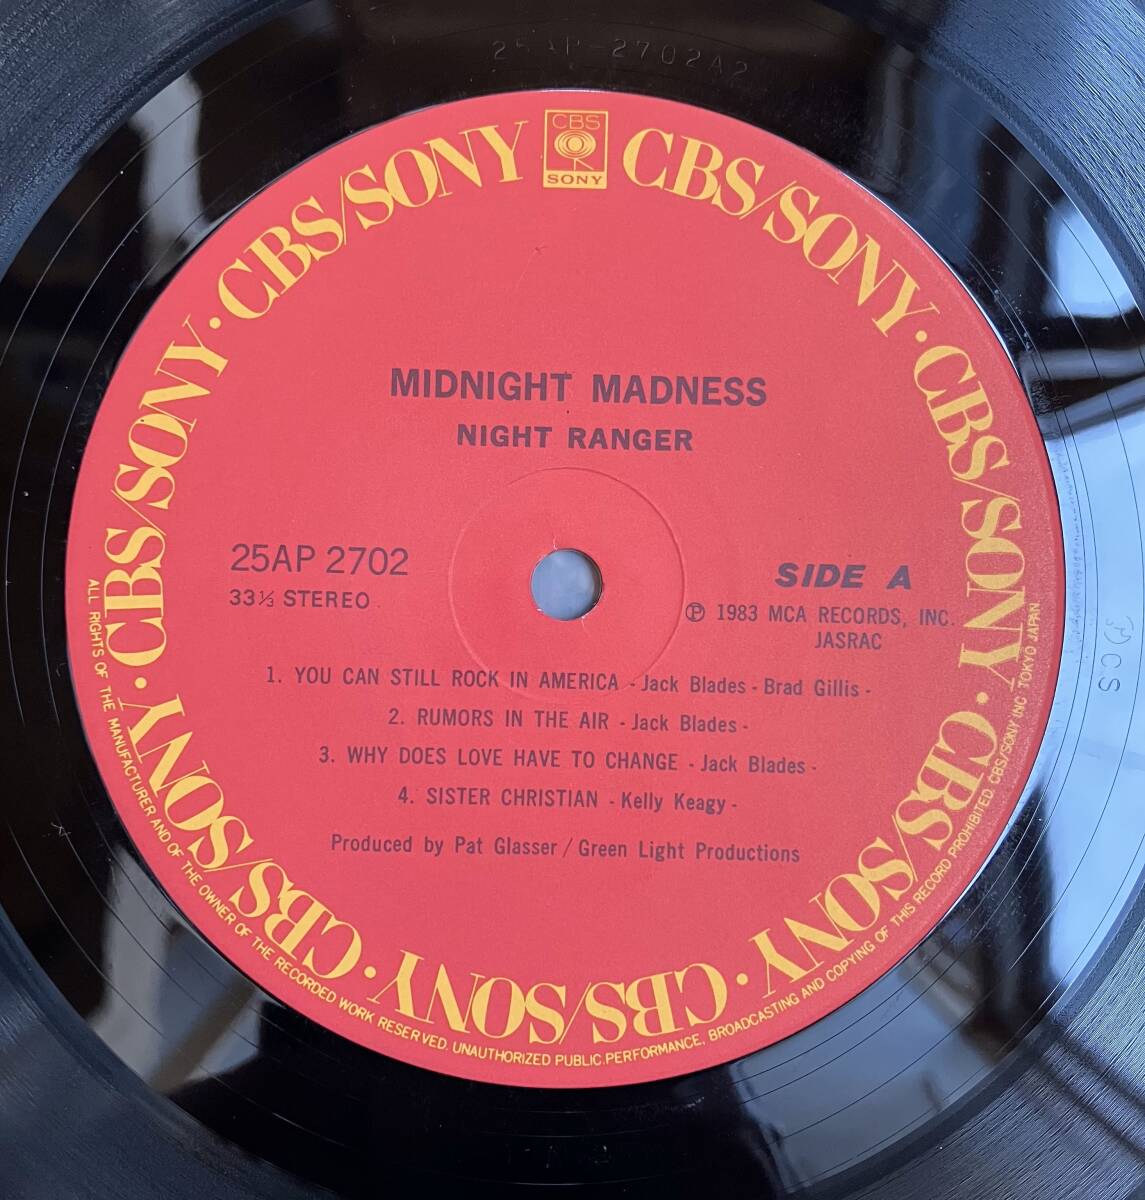 25AP-2702A2
CBS
SONY
CBS/SONY · CBS/SONY · CBS/SONY · CBS/SONY · CBS/SONY · CBS/SONY · CBS/SONY · CBS/SONY · CBS/SONY
MIDNIGHT MADNESS
NIGHT RANGER
25AP 2702
33⅓ STEREO
SIDE A
Ⓟ 1983 MCA RECORDS, INC.
JASRAC
1. YOU CAN STILL ROCK IN AMERICA - Jack Blades - Brad Gillis -
2. RUMORS IN THE AIR - Jack Blades -
3. WHY DOES LOVE HAVE TO CHANGE - Jack Blades -
4. SISTER CHRISTIAN - Kelly Keagy -
Produced by Pat Glasser / Green Light Productions
ALL RIGHTS OF THE MANUFACTURER AND OF THE OWNER OF THE RECORDED WORK RESERVED. UNAUTHORIZED PUBLIC.PERFORMANCE, BROADCASTING AND COPYING OF THIS RECORD PROHIBITED. CBS/SONY INC TOKYO JAPAN.